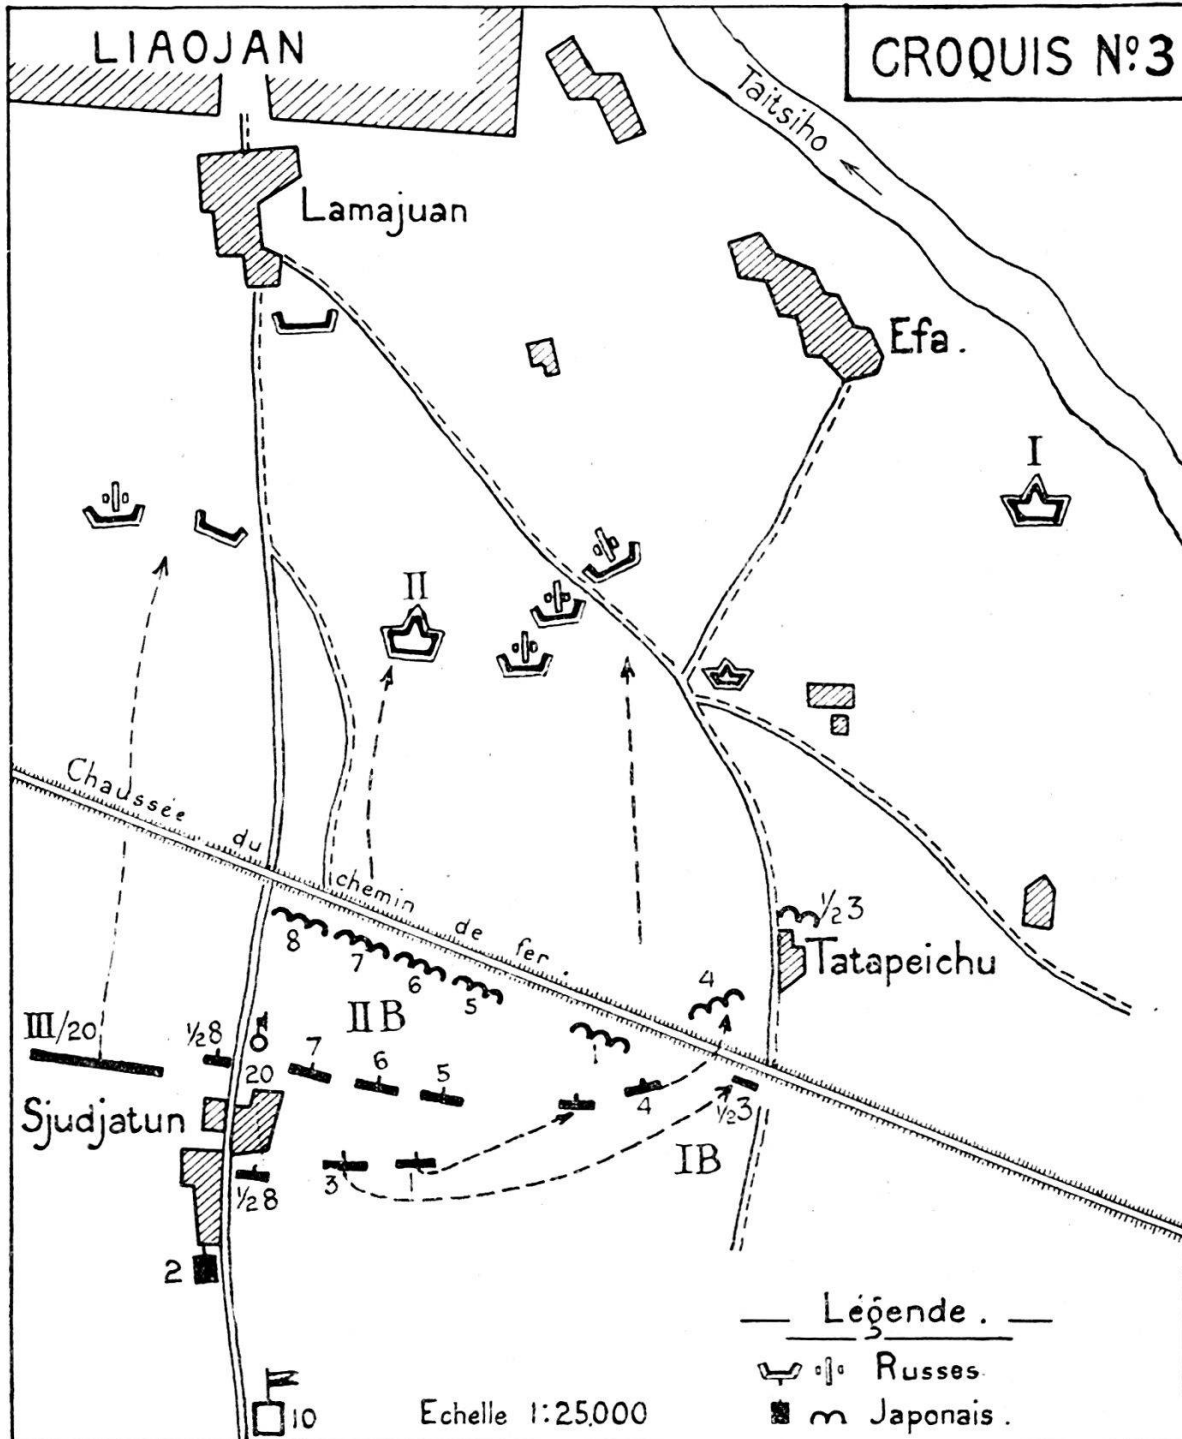 LIAOJAN
CROQUIS Nº 3
Taitsiho
Lamajuan
Efa.
I
II
Chaussée du chemin de fer.
8
7
6
5
½3
Tatapeichu
4
II B
III/20
½8
20
7
6
5
4
½3
Sjudjatun
I B
½8
3
2
10
Légende.
Russes.
Echelle 1:25,000
Japonais.